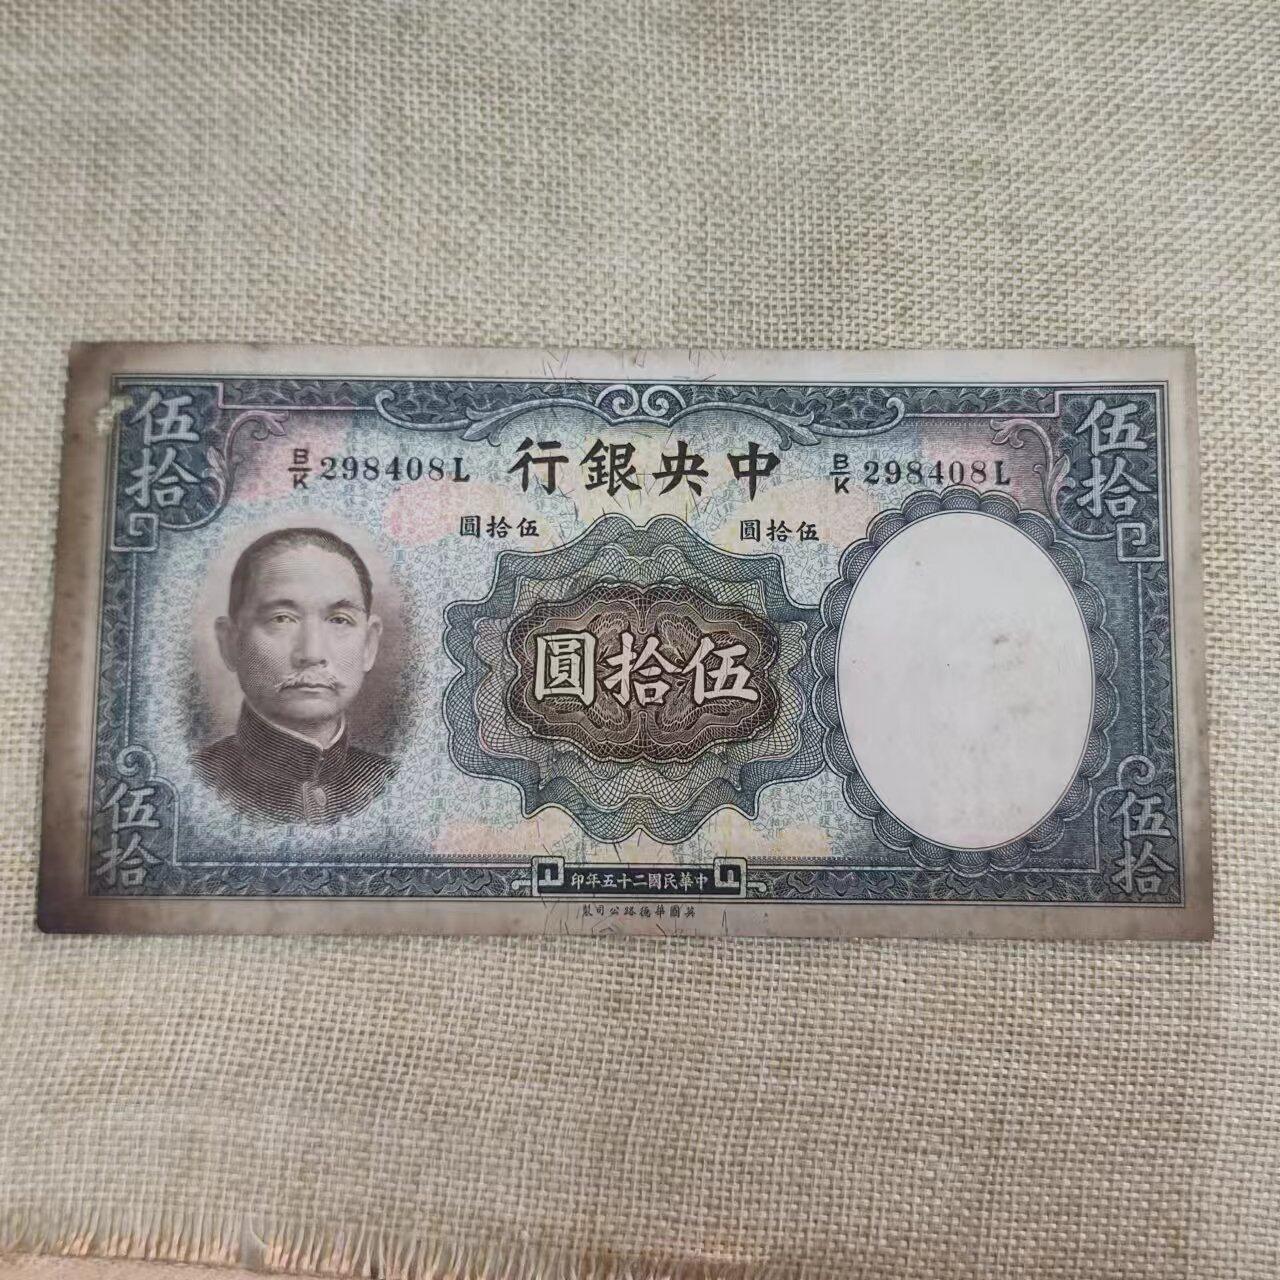 伍拾
伍拾
中央銀行
B/K 298408L
B/K 298408L
伍拾圓
伍拾圓
伍拾圓
伍拾
伍拾
中華民國二十五年印
英國華德路公司製